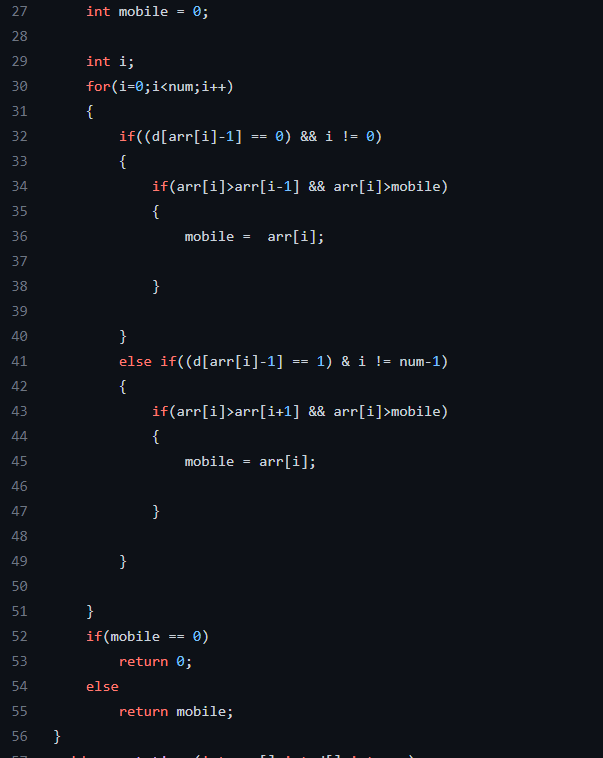 27 int mobile = 0;
28
29 int i;
30 for(i=0;i<num;i++)
31 {
32 if((d[arr[i]-1] == 0) && i != 0)
33 {
34 if(arr[i]>arr[i-1] && arr[i]>mobile)
35 {
36 mobile =  arr[i];
37
38 }
39
40 }
41 else if((d[arr[i]-1] == 1) & i != num-1)
42 {
43 if(arr[i]>arr[i+1] && arr[i]>mobile)
44 {
45 mobile = arr[i];
46
47 }
48
49 }
50
51 }
52 if(mobile == 0)
53 return 0;
54 else
55 return mobile;
56 }